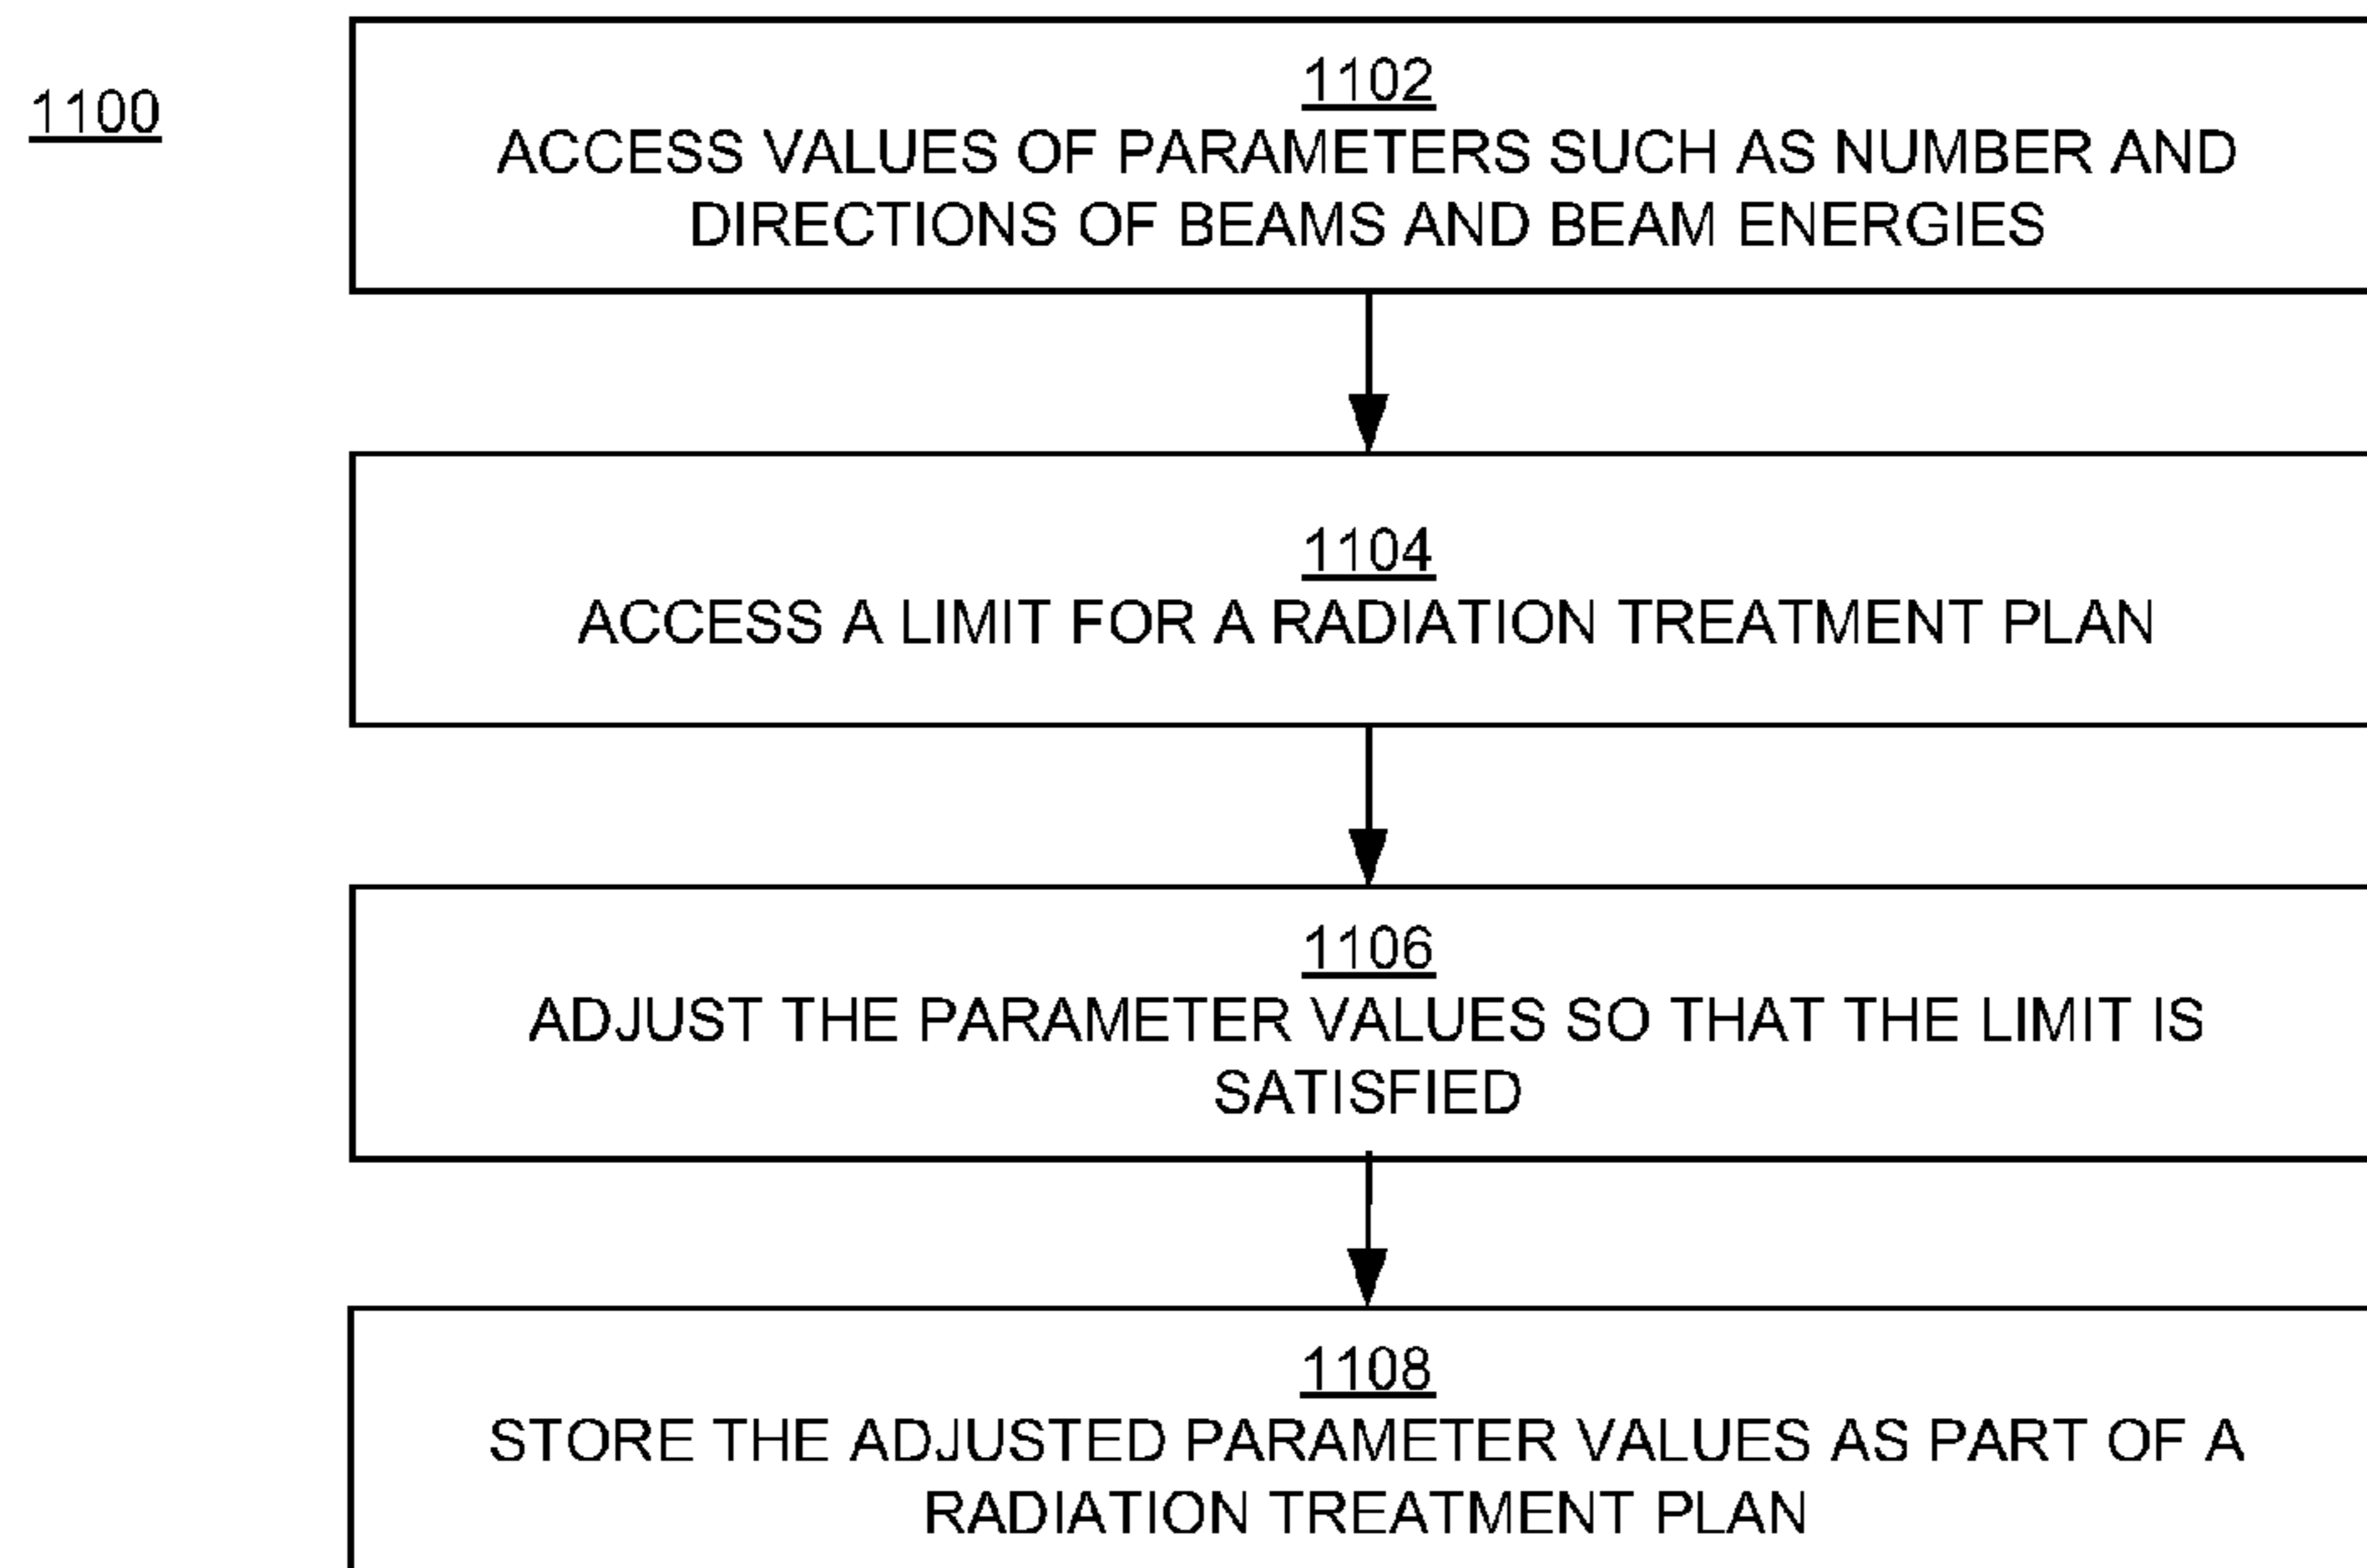 1100
1102
ACCESS VALUES OF PARAMETERS SUCH AS NUMBER AND
DIRECTIONS OF BEAMS AND BEAM ENERGIES
1104
ACCESS A LIMIT FOR A RADIATION TREATMENT PLAN
1106
ADJUST THE PARAMETER VALUES SO THAT THE LIMIT IS
SATISFIED
1108
STORE THE ADJUSTED PARAMETER VALUES AS PART OF A
RADIATION TREATMENT PLAN